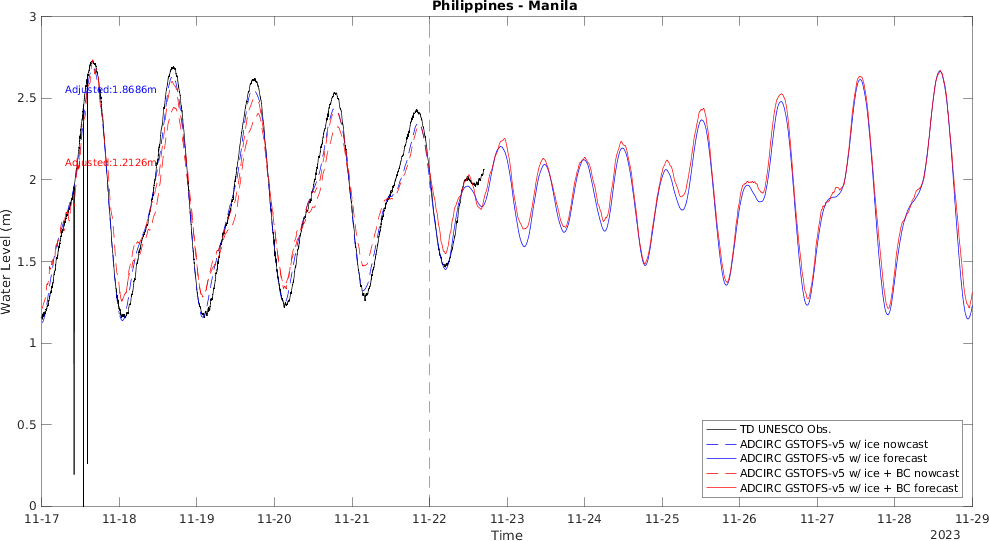 Philippines - Manila
Water Level (m)
3
2.5
2
1.5
1
0.5
0
Adjusted:1.8686m
Adjusted:1.2126m
TD UNESCO Obs.
ADCIRC GSTOFS-v5 w/ ice nowcast
ADCIRC GSTOFS-v5 w/ ice forecast
ADCIRC GSTOFS-v5 w/ ice + BC nowcast
ADCIRC GSTOFS-v5 w/ ice + BC forecast
11-17 11-18 11-19 11-20 11-21 11-22 11-23 11-24 11-25 11-26 11-27 11-28 11-29
Time
2023